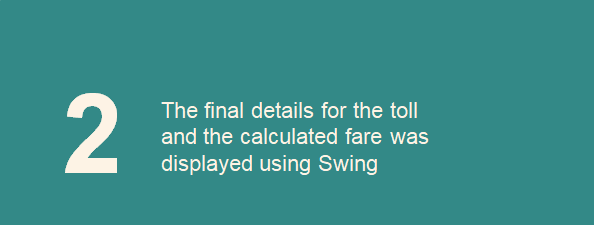 2
The final details for the toll
and the calculated fare was
displayed using Swing